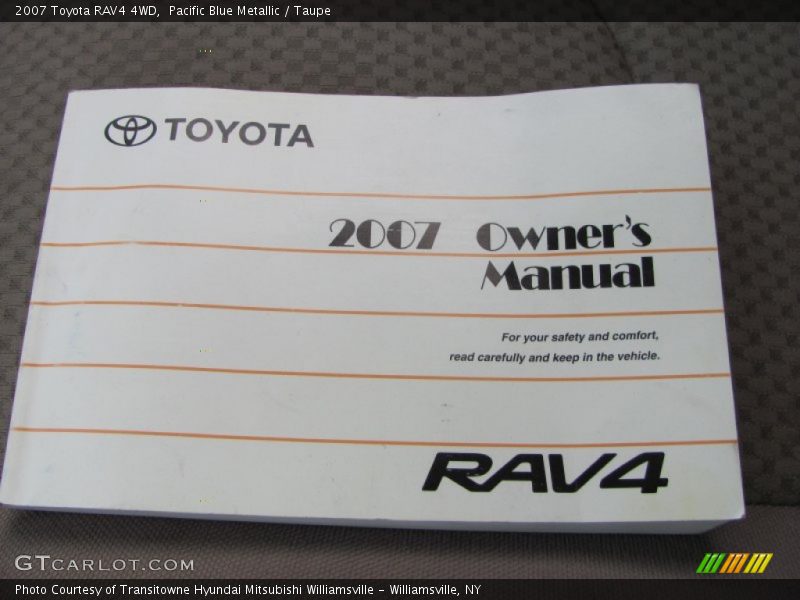 2007 Toyota RAV4 4WD,  Pacific Blue Metallic / Taupe
TOYOTA
2007 Owner's
Manual
For your safety and comfort,
read carefully and keep in the vehicle.
RAV4
GTCARLOT.COM
Photo Courtesy of Transitowne Hyundai Mitsubishi Williamsville - Williamsville, NY